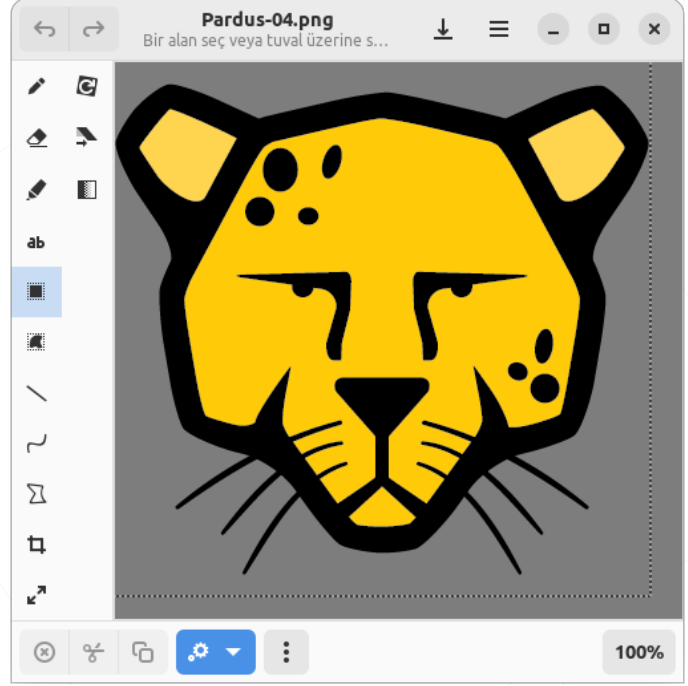 Pardus-04.png
Bir alan seç veya tuval üzerine s…
ab
100%